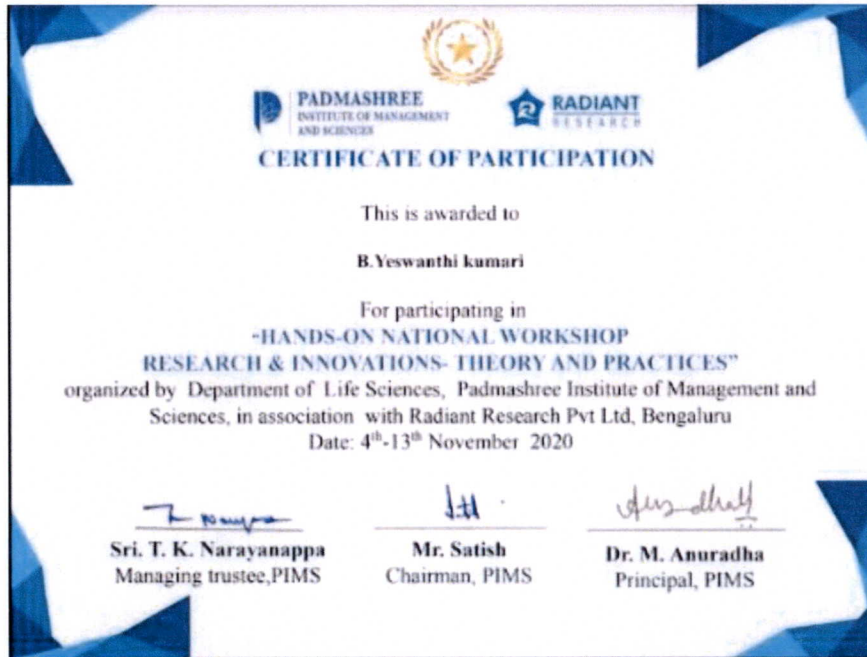 PADMASHREE
INSTITUTE OF MANAGEMENT
AND SCIENCES
RADIANT
RESEARCH
CERTIFICATE OF PARTICIPATION
This is awarded to
B.Yeswanthi kumari
For participating in
"HANDS-ON NATIONAL WORKSHOP
RESEARCH & INNOVATIONS- THEORY AND PRACTICES"
organized by Department of Life Sciences, Padmashree Institute of Management and
Sciences, in association with Radiant Research Pvt Ltd, Bengaluru
Date: 4th-13th November 2020
Sri. T. K. Narayanappa
Managing trustee,PIMS
Mr. Satish
Chairman, PIMS
Dr. M. Anuradha
Principal, PIMS